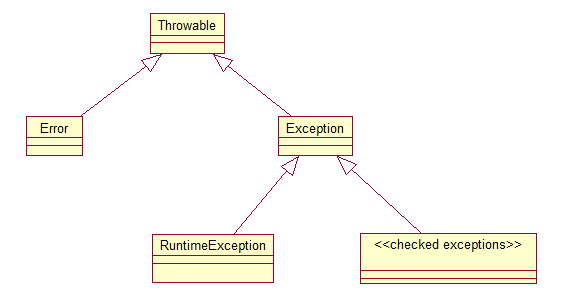 Throwable
Error
Exception
RuntimeException
<<checked exceptions>>